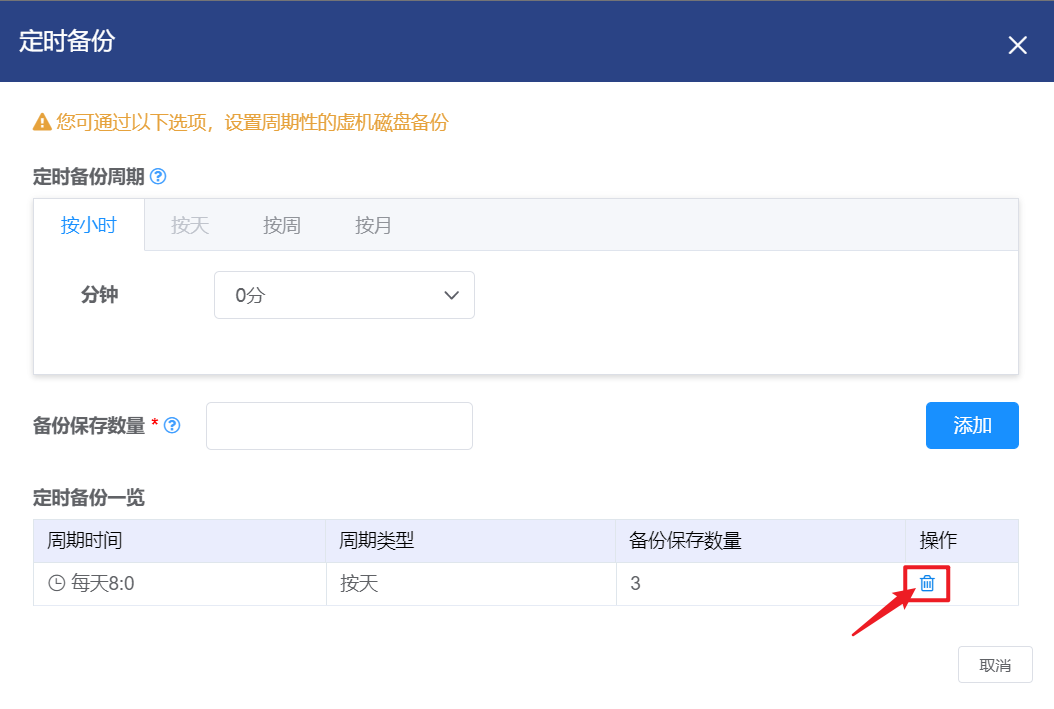 定时备份
您可通过以下选项，设置周期性的虚机磁盘备份
定时备份周期
按小时 按天 按周 按月
分钟 0分
备份保存数量 * 添加
定时备份一览
周期时间 周期类型 备份保存数量 操作
每天8:0 按天 3
取消